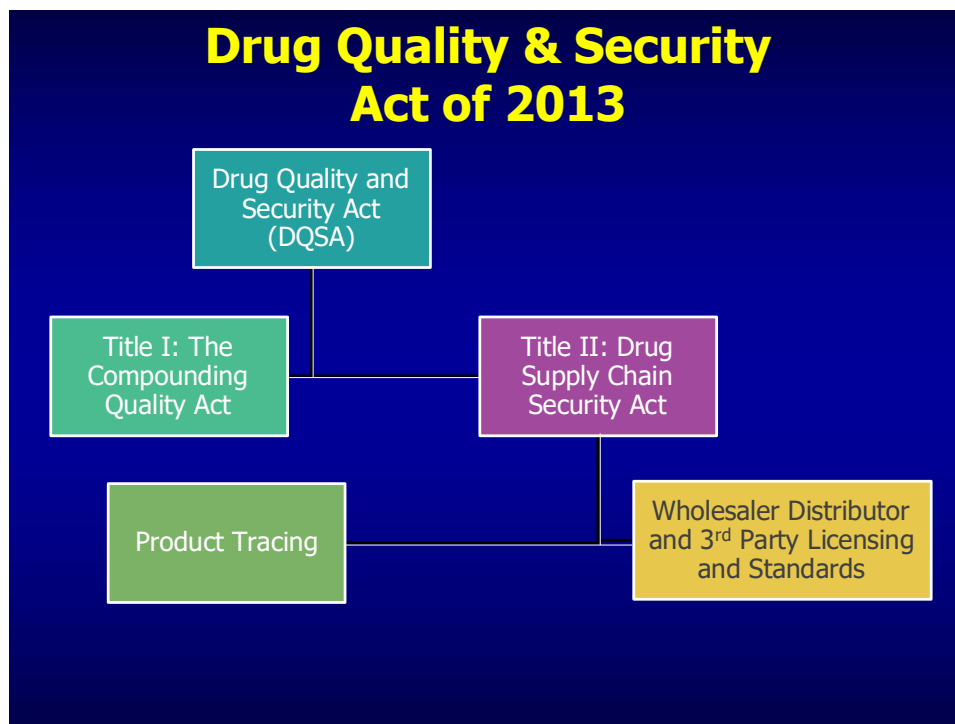 Drug Quality & Security
Act of 2013
Drug Quality and
Security Act
(DQSA)
Title I: The
Compounding
Quality Act
Title II: Drug
Supply Chain
Security Act
Product Tracing
Wholesaler Distributor
and 3rd Party Licensing
and Standards